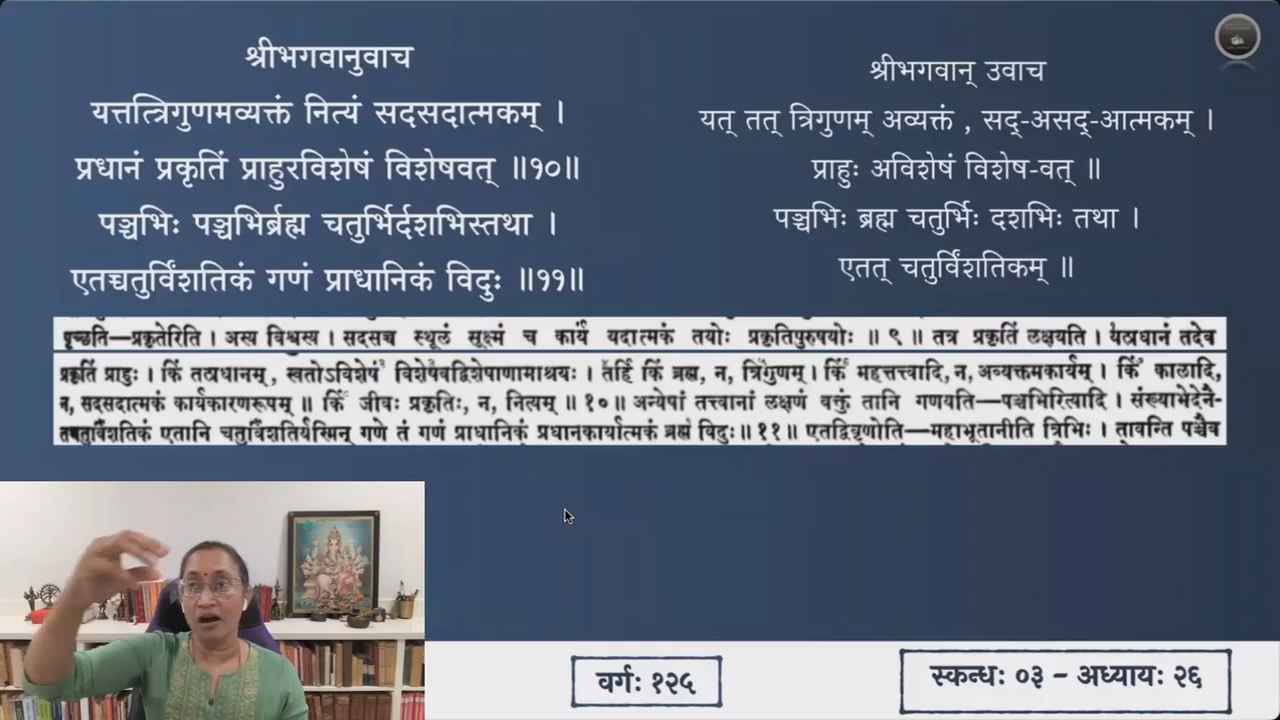 श्रीभगवानुवाच
यत्तत्त्रिगुणमव्यक्तं नित्यं सदसदात्मकम् ।
प्रधानं प्रकृतिं प्राहुरविशेषं विशेषवत् ॥१०॥
पञ्चभिः पञ्चभिर्ब्रह्म चतुर्भिर्दशभिस्तथा ।
एतच्चतुर्विंशतिकं गणं प्राधानिकं विदुः ॥११॥
श्रीभगवान् उवाच
यत् तत् त्रिगुणम् अव्यक्तं , सद्-असद्-आत्मकम् ।
प्राहुः अविशेषं विशेष-वत् ॥
पञ्चभिः ब्रह्म चतुर्भिः दशभिः तथा ।
एतत् चतुर्विंशतिकम् ॥
पृच्छति—प्रकृतेरिति । अस्य विश्वस्य । सदसच्च स्थूलं सूक्ष्मं च कार्यं यदात्मकं तयोः प्रकृतिपुरुषयोः ॥ ९ ॥ तत्र प्रकृतिं लक्षयति । यत्प्रधानं तदेव
प्रकृतिं प्राहुः । किं तत्प्रधानम् , स्वतोऽविशेषं विशेषवद्विशेषाणामाश्रयः । तर्हि किं ब्रह्म, न, त्रिगुणम् । किं महत्तत्त्वादि, न, अव्यक्तमकार्यम् । किं कालादि,
न, सदसदात्मकं कार्यकारणरूपम् ॥ किं जीवः प्रकृतिः, न, नित्यम् ॥ १० ॥ अन्येषां तत्त्वानां लक्षणं वक्तुं तानि गणयति—पञ्चभिरित्यादि । संख्याभेदेनै-
तच्चतुर्विंशतिकं एतानि चतुर्विंशतिर्यस्मिन् गणे तं गणं प्राधानिकं प्रधानकार्यात्मकं ब्रह्म विदुः ॥ ११ ॥ एतद्विवृणोति—महाभूतानीति त्रिभिः । तावन्ति पञ्चैव
वर्गः १२५
स्कन्धः ०३ - अध्यायः २६